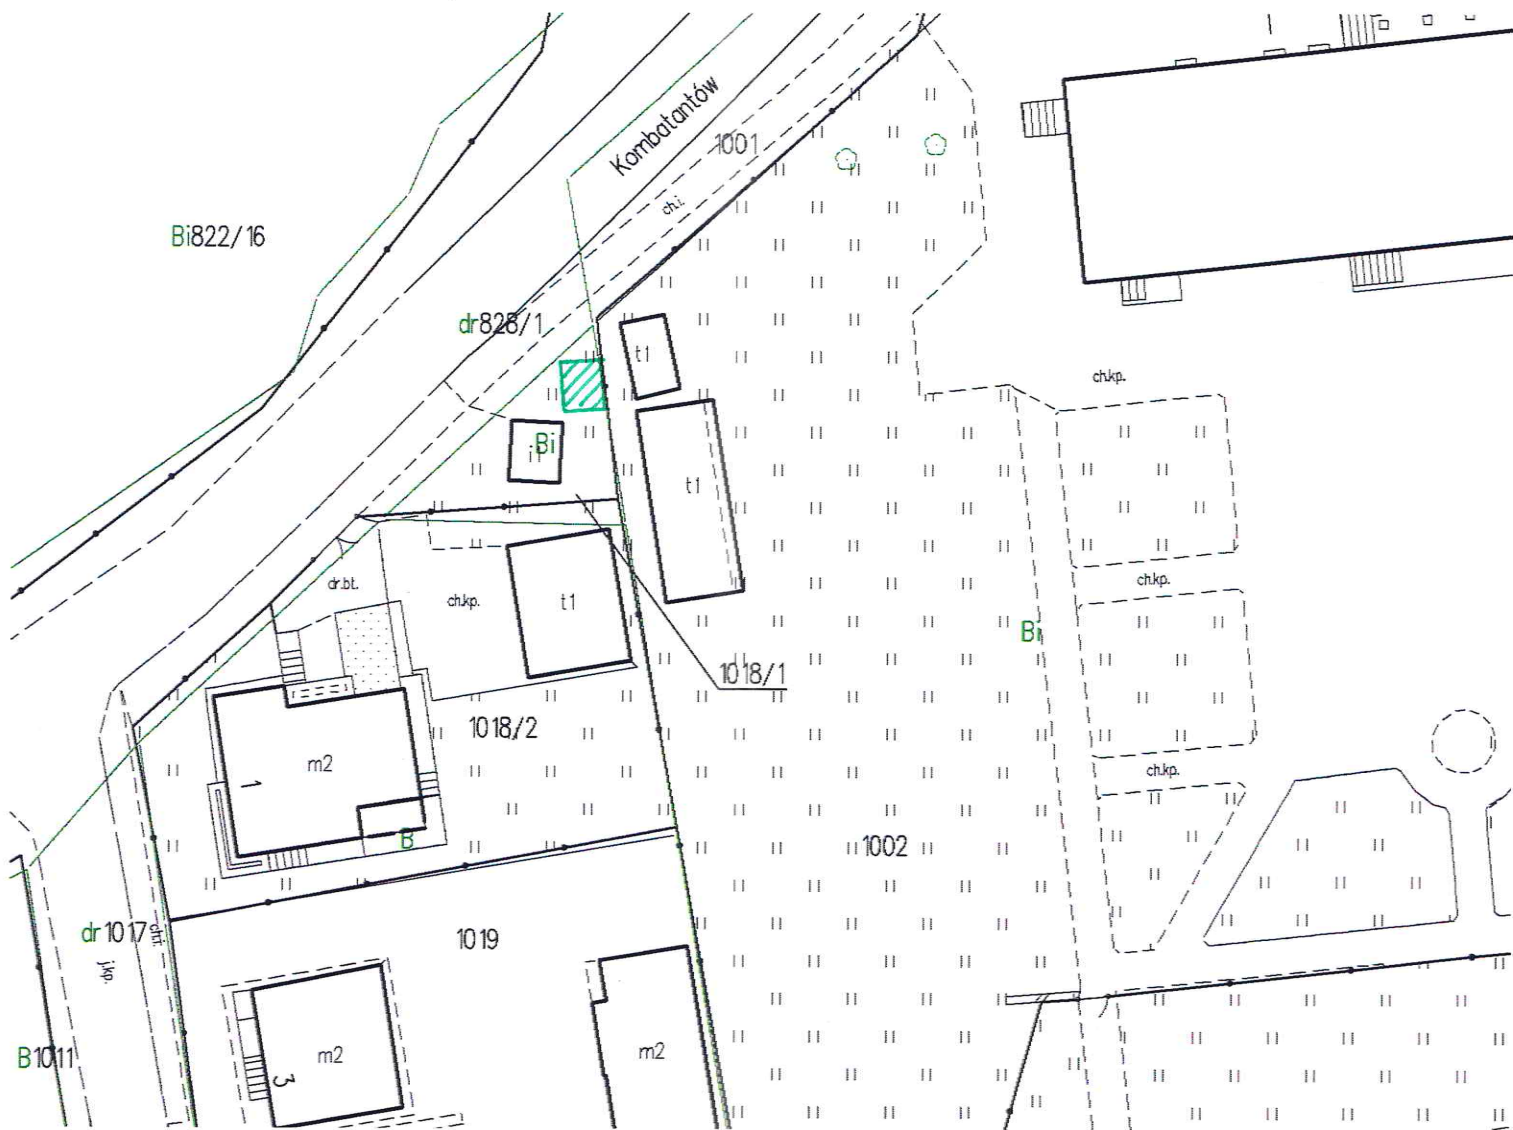 Kombatantów
1001
ch.i.
Bi822/16
dr828/1
t1
ch.kp.
i
Bi
t1
dr.bt.
ch.kp.
t1
ch.kp.
Bi
1018/1
1018/2
m2
1
ch.kp.
B
1002
dr1017
ch.i.
j.kp.
1019
B1011
m2
3
m2